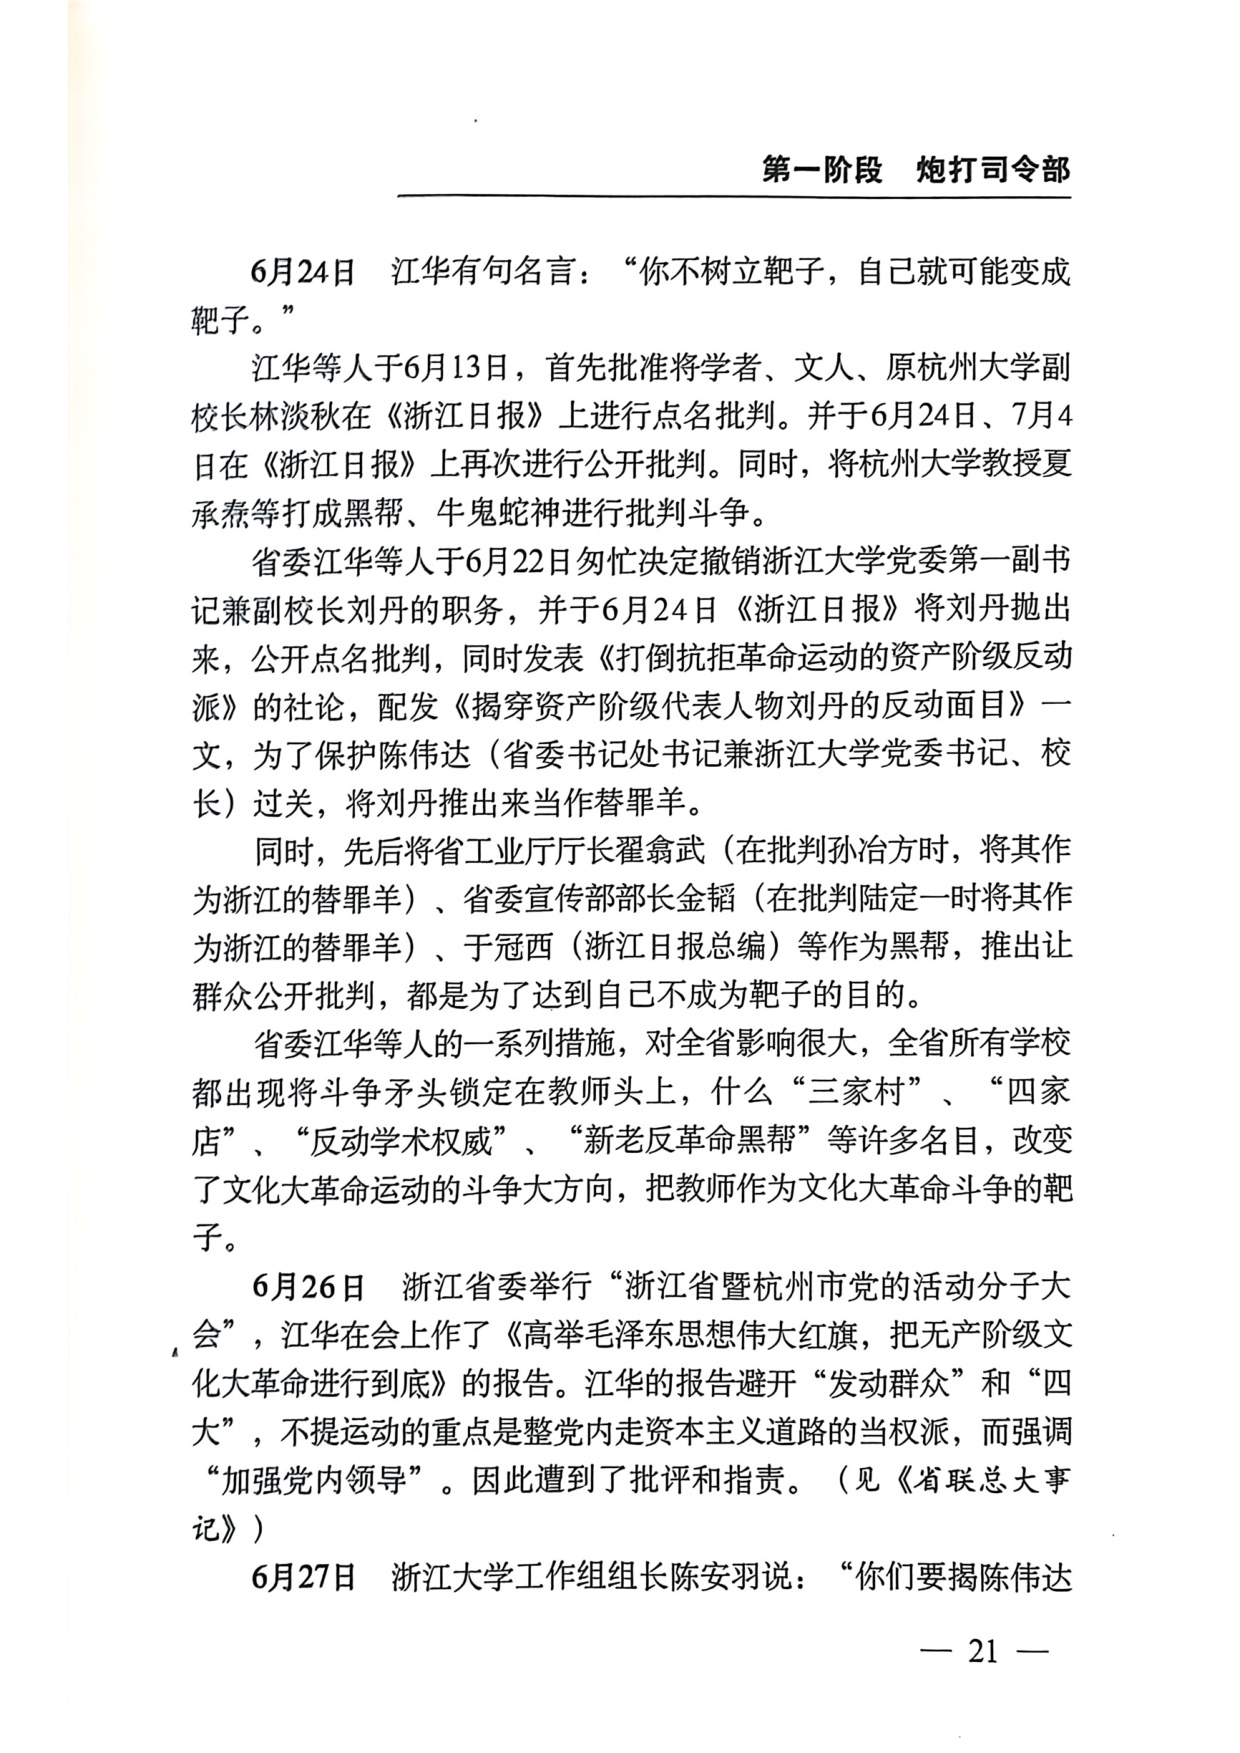 第一阶段 炮打司令部
6月24日 江华有句名言：“你不树立靶子，自己就可能变成
靶子。”
江华等人于6月13日，首先批准将学者、文人、原杭州大学副
校长林淡秋在《浙江日报》上进行点名批判。并于6月24日、7月4
日在《浙江日报》上再次进行公开批判。同时，将杭州大学教授夏
承焘等打成黑帮、牛鬼蛇神进行批判斗争。
省委江华等人于6月22日匆忙决定撤销浙江大学党委第一副书
记兼副校长刘丹的职务，并于6月24日《浙江日报》将刘丹抛出
来，公开点名批判，同时发表《打倒抗拒革命运动的资产阶级反动
派》的社论，配发《揭穿资产阶级代表人物刘丹的反动面目》一
文，为了保护陈伟达（省委书记处书记兼浙江大学党委书记、校
长）过关，将刘丹推出来当作替罪羊。
同时，先后将省工业厅厅长翟翕武（在批判孙冶方时，将其作
为浙江的替罪羊）、省委宣传部部长金韬（在批判陆定一时将其作
为浙江的替罪羊）、于冠西（浙江日报总编）等作为黑帮，推出让
群众公开批判，都是为了达到自己不成为靶子的目的。
省委江华等人的一系列措施，对全省影响很大，全省所有学校
都出现将斗争矛头锁定在教师头上，什么“三家村”、“四家
店”、“反动学术权威”、“新老反革命黑帮”等许多名目，改变
了文化大革命运动的斗争大方向，把教师作为文化大革命斗争的靶
子。
6月26日 浙江省委举行“浙江省暨杭州市党的活动分子大
会”，江华在会上作了《高举毛泽东思想伟大红旗，把无产阶级文
化大革命进行到底》的报告。江华的报告避开“发动群众”和“四
大”，不提运动的重点是整党内走资本主义道路的当权派，而强调
“加强党内领导”。因此遭到了批评和指责。（见《省联总大事
记》）
6月27日 浙江大学工作组组长陈安羽说：“你们要揭陈伟达
— 21 —